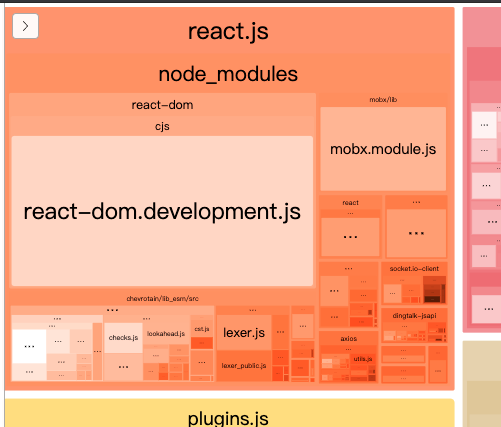 react.js
node_modules
react-dom
cjs
react-dom.development.js
mobx/lib
mobx.module.js
react
...
...
...
...
...
socket.io-client
...
dingtalk-jsapi
axios
utils.js
chevrotain/lib_esm/src
...
...
...
...
...
...
checks.js
lookahead.js
cst.js
lexer.js
lexer_public.js
plugins.js